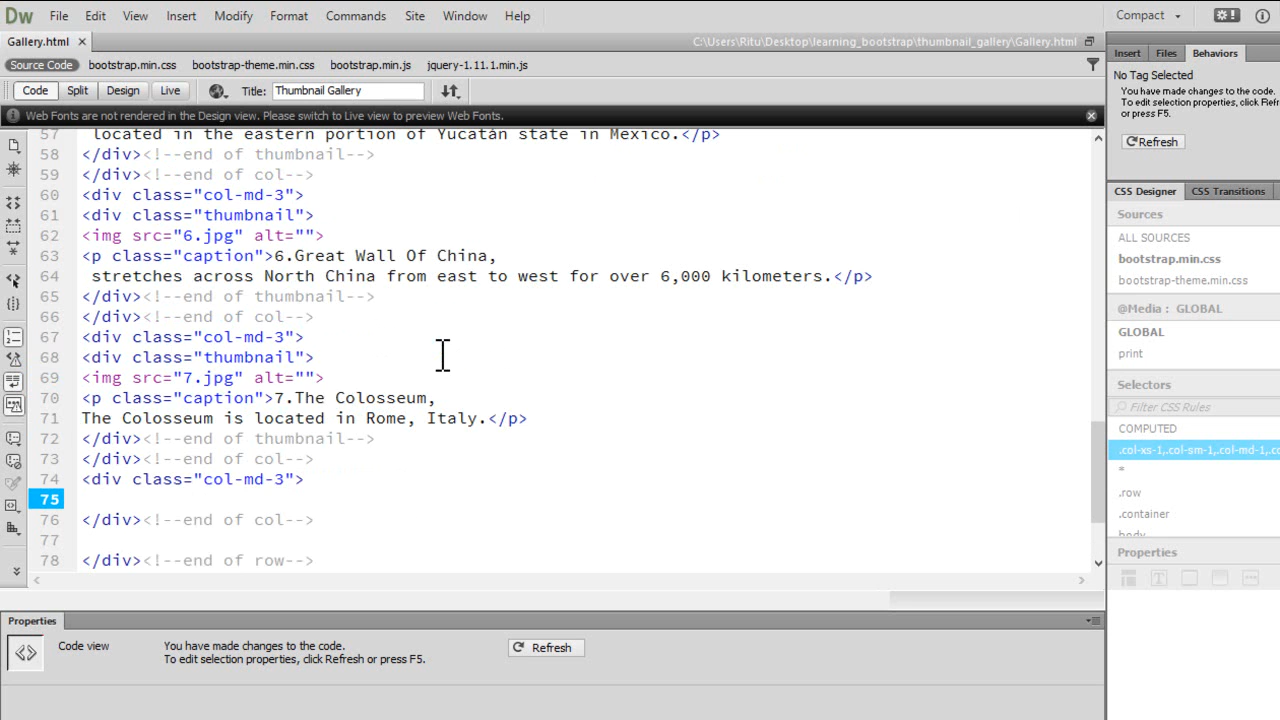 Dw File Edit View Insert Modify Format Commands Site Window Help Compact
Gallery.html C:\Users\Ritu\Desktop\learning_bootstrap\thumbnail_gallery\Gallery.html
Source Code bootstrap.min.css bootstrap-theme.min.css bootstrap.min.js jquery-1.11.1.min.js
Code Split Design Live Title: Thumbnail Gallery
Web Fonts are not rendered in the Design view. Please switch to Live view to preview Web Fonts.
57 located in the eastern portion of Yucatán state in Mexico.</p>
58 </div><!--end of thumbnail-->
59 </div><!--end of col-->
60 <div class="col-md-3">
61 <div class="thumbnail">
62 <img src="6.jpg" alt="">
63 <p class="caption">6.Great Wall Of China,
64 stretches across North China from east to west for over 6,000 kilometers.</p>
65 </div><!--end of thumbnail-->
66 </div><!--end of col-->
67 <div class="col-md-3">
68 <div class="thumbnail">
69 <img src="7.jpg" alt="">
70 <p class="caption">7.The Colosseum,
71 The Colosseum is located in Rome, Italy.</p>
72 </div><!--end of thumbnail-->
73 </div><!--end of col-->
74 <div class="col-md-3">
75
76 </div><!--end of col-->
77
78 </div><!--end of row-->
Insert Files Behaviors
No Tag Selected
You have made changes to the code.
To edit selection properties, click Refr
or press F5.
Refresh
CSS Designer CSS Transitions
Sources
ALL SOURCES
bootstrap.min.css
bootstrap-theme.min.css
@Media : GLOBAL
GLOBAL
print
Selectors
Filter CSS Rules
COMPUTED
.col-xs-1,.col-sm-1,.col-md-1,.co
*
.row
.container
body
Properties
Properties
Code view
You have made changes to the code.
To edit selection properties, click Refresh or press F5.
Refresh